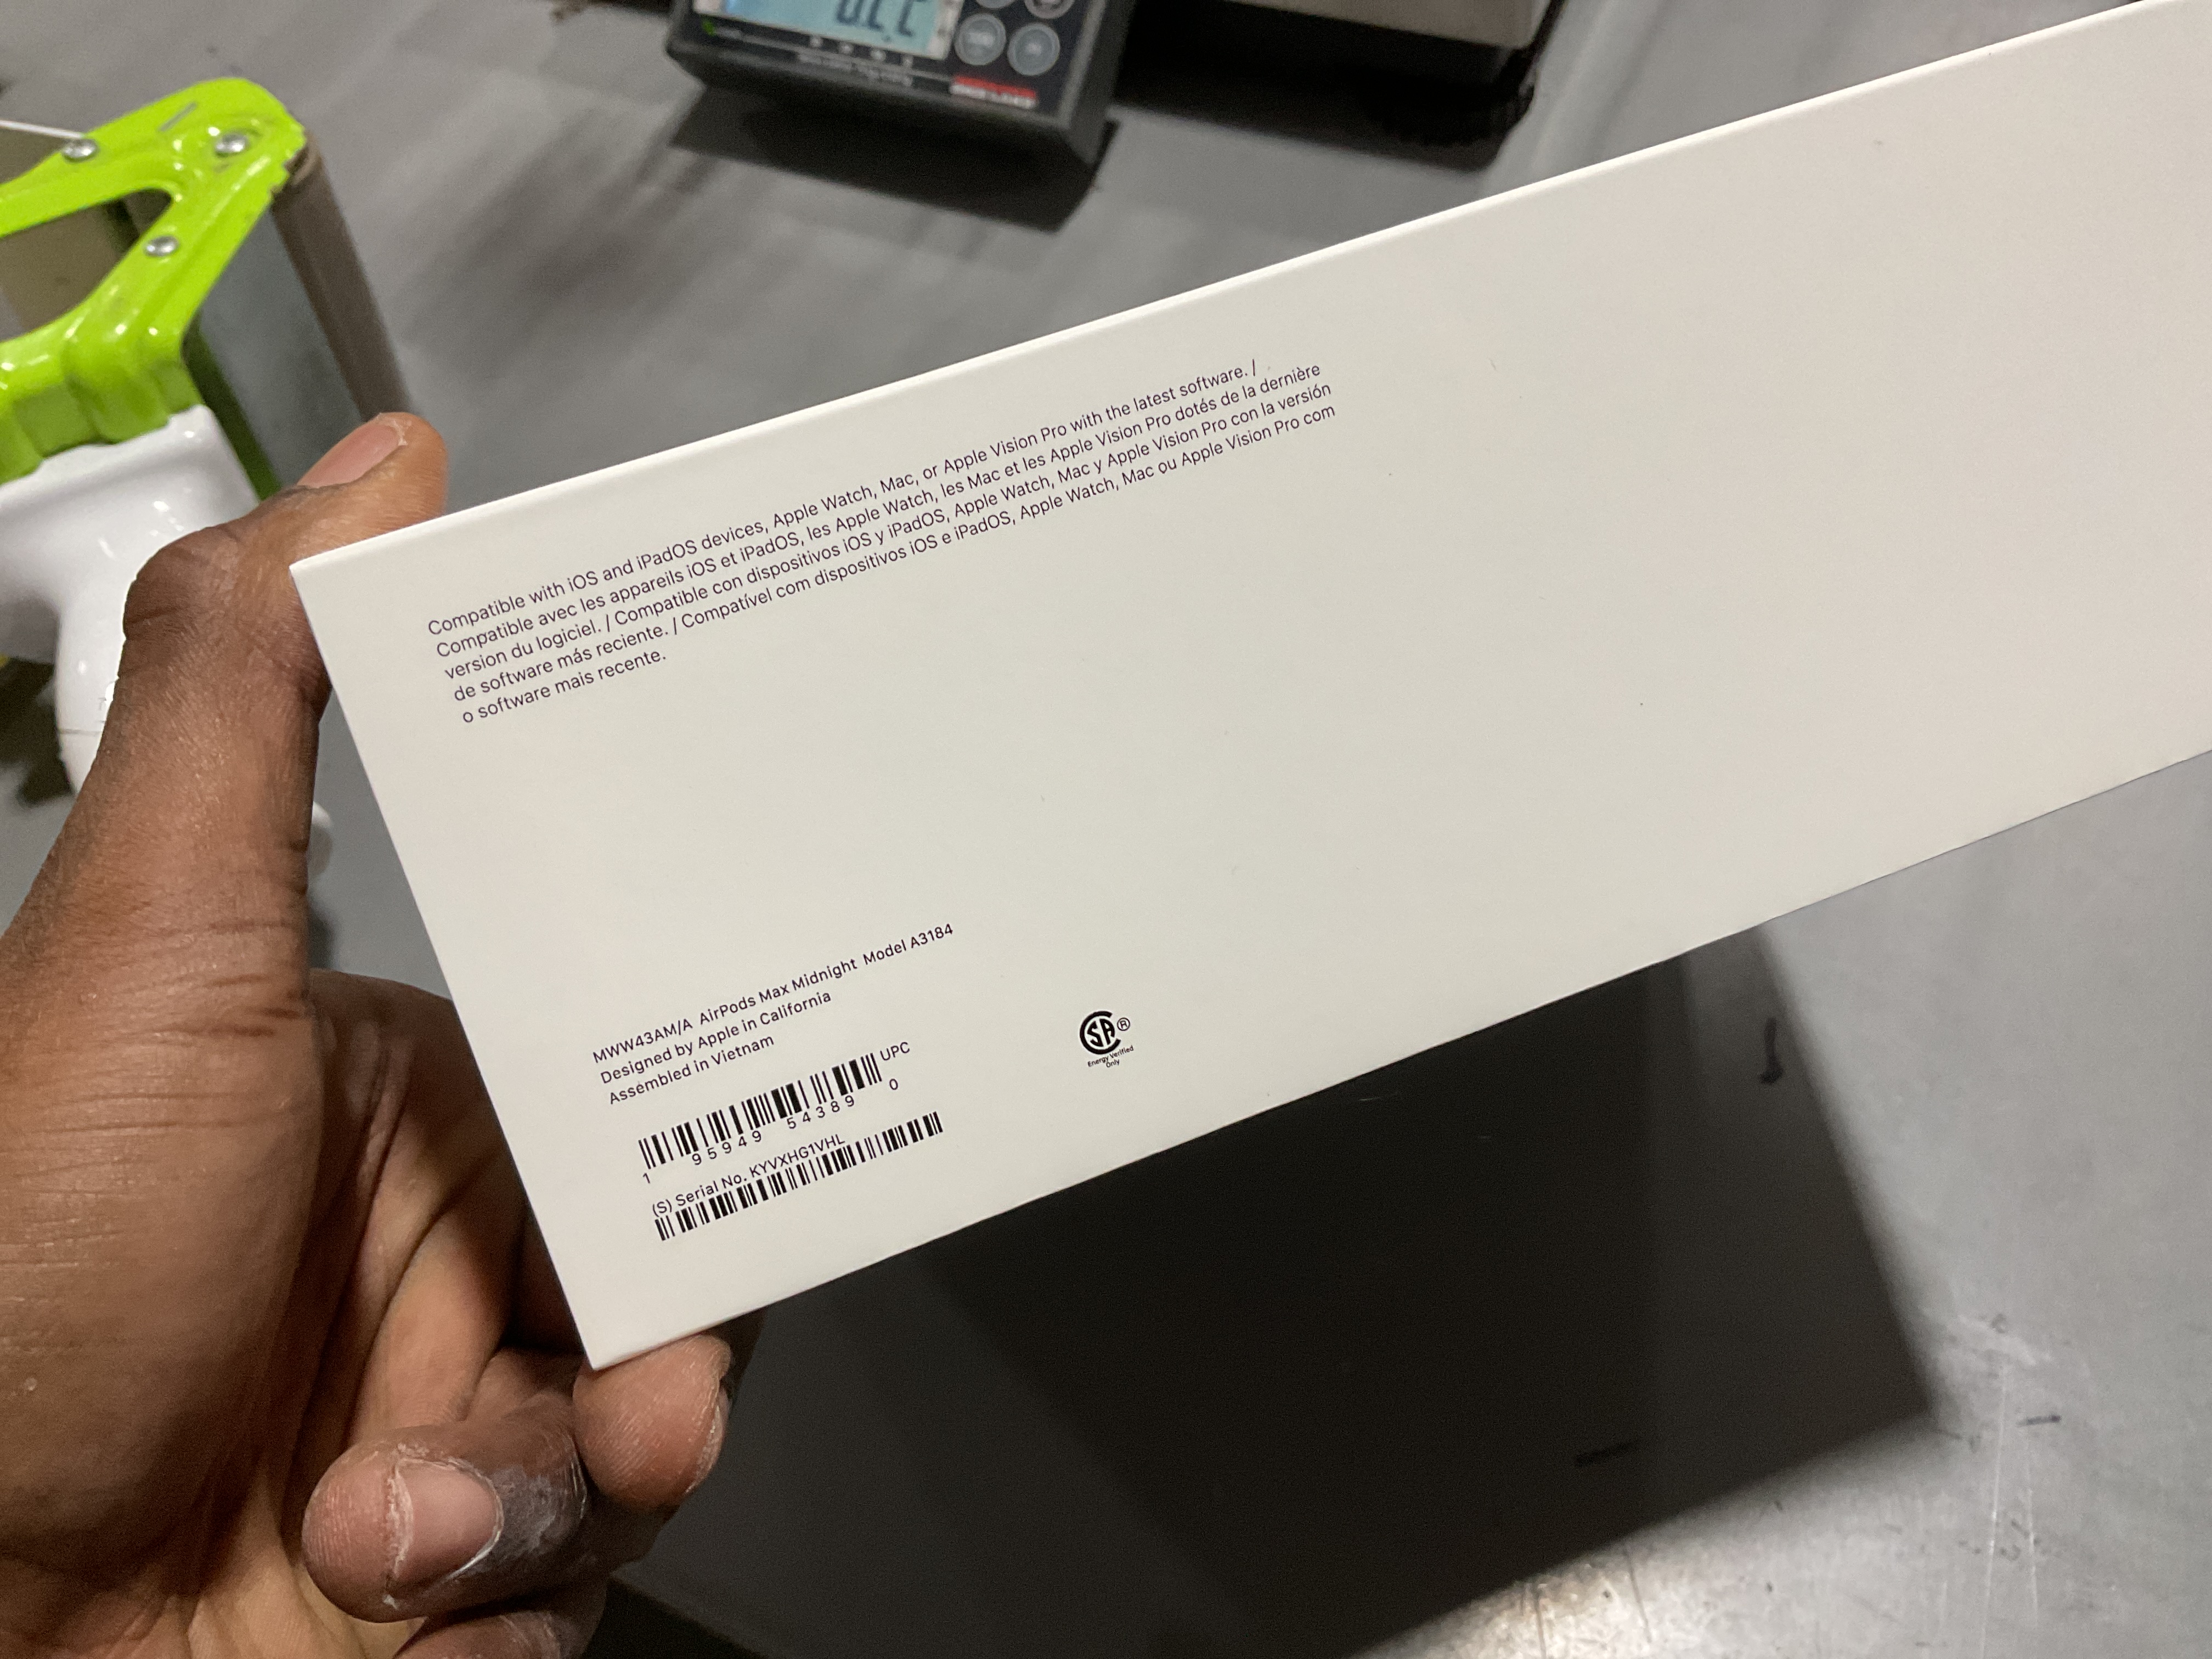 Compatible with iOS and iPadOS devices, Apple Watch, Mac, or Apple Vision Pro with the latest software. /
Compatible avec les appareils iOS et iPadOS, les Apple Watch, les Mac et les Apple Vision Pro dotés de la dernière
version du logiciel. / Compatible con dispositivos iOS y iPadOS, Apple Watch, Mac y Apple Vision Pro con la versión
de software más reciente. / Compatível com dispositivos iOS e iPadOS, Apple Watch, Mac ou Apple Vision Pro com
o software mais recente.
MWW43AM/A AirPods Max Midnight Model A3184
Designed by Apple in California
Assembled in Vietnam
UPC
1 95949 54389 0
(S) Serial No. KYVXHG1VHL
SA®
Energy Verified
Only